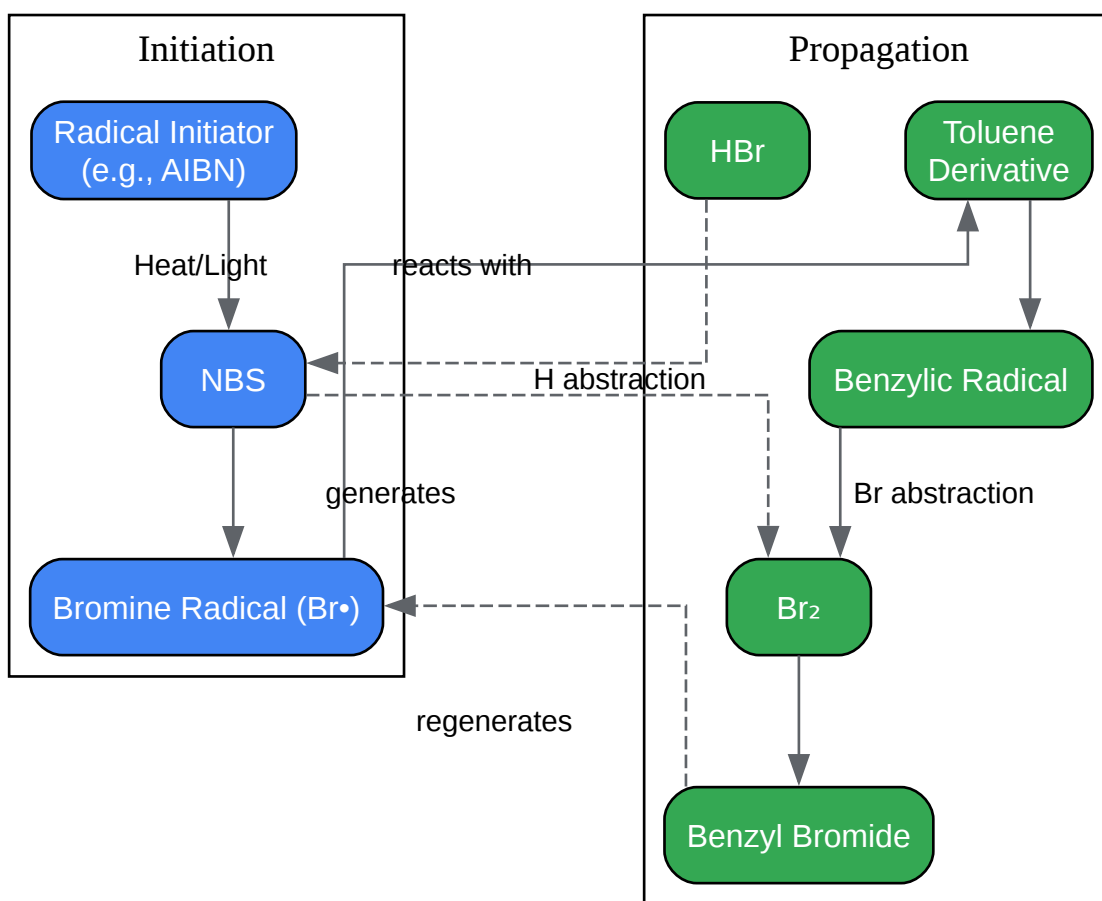 Initiation
Radical Initiator
(e.g., AIBN)
Heat/Light
NBS
generates
Bromine Radical (Br•)
reacts with
H abstraction
regenerates
Propagation
HBr
Toluene
Derivative
Benzylic Radical
Br abstraction
Br₂
Benzyl Bromide